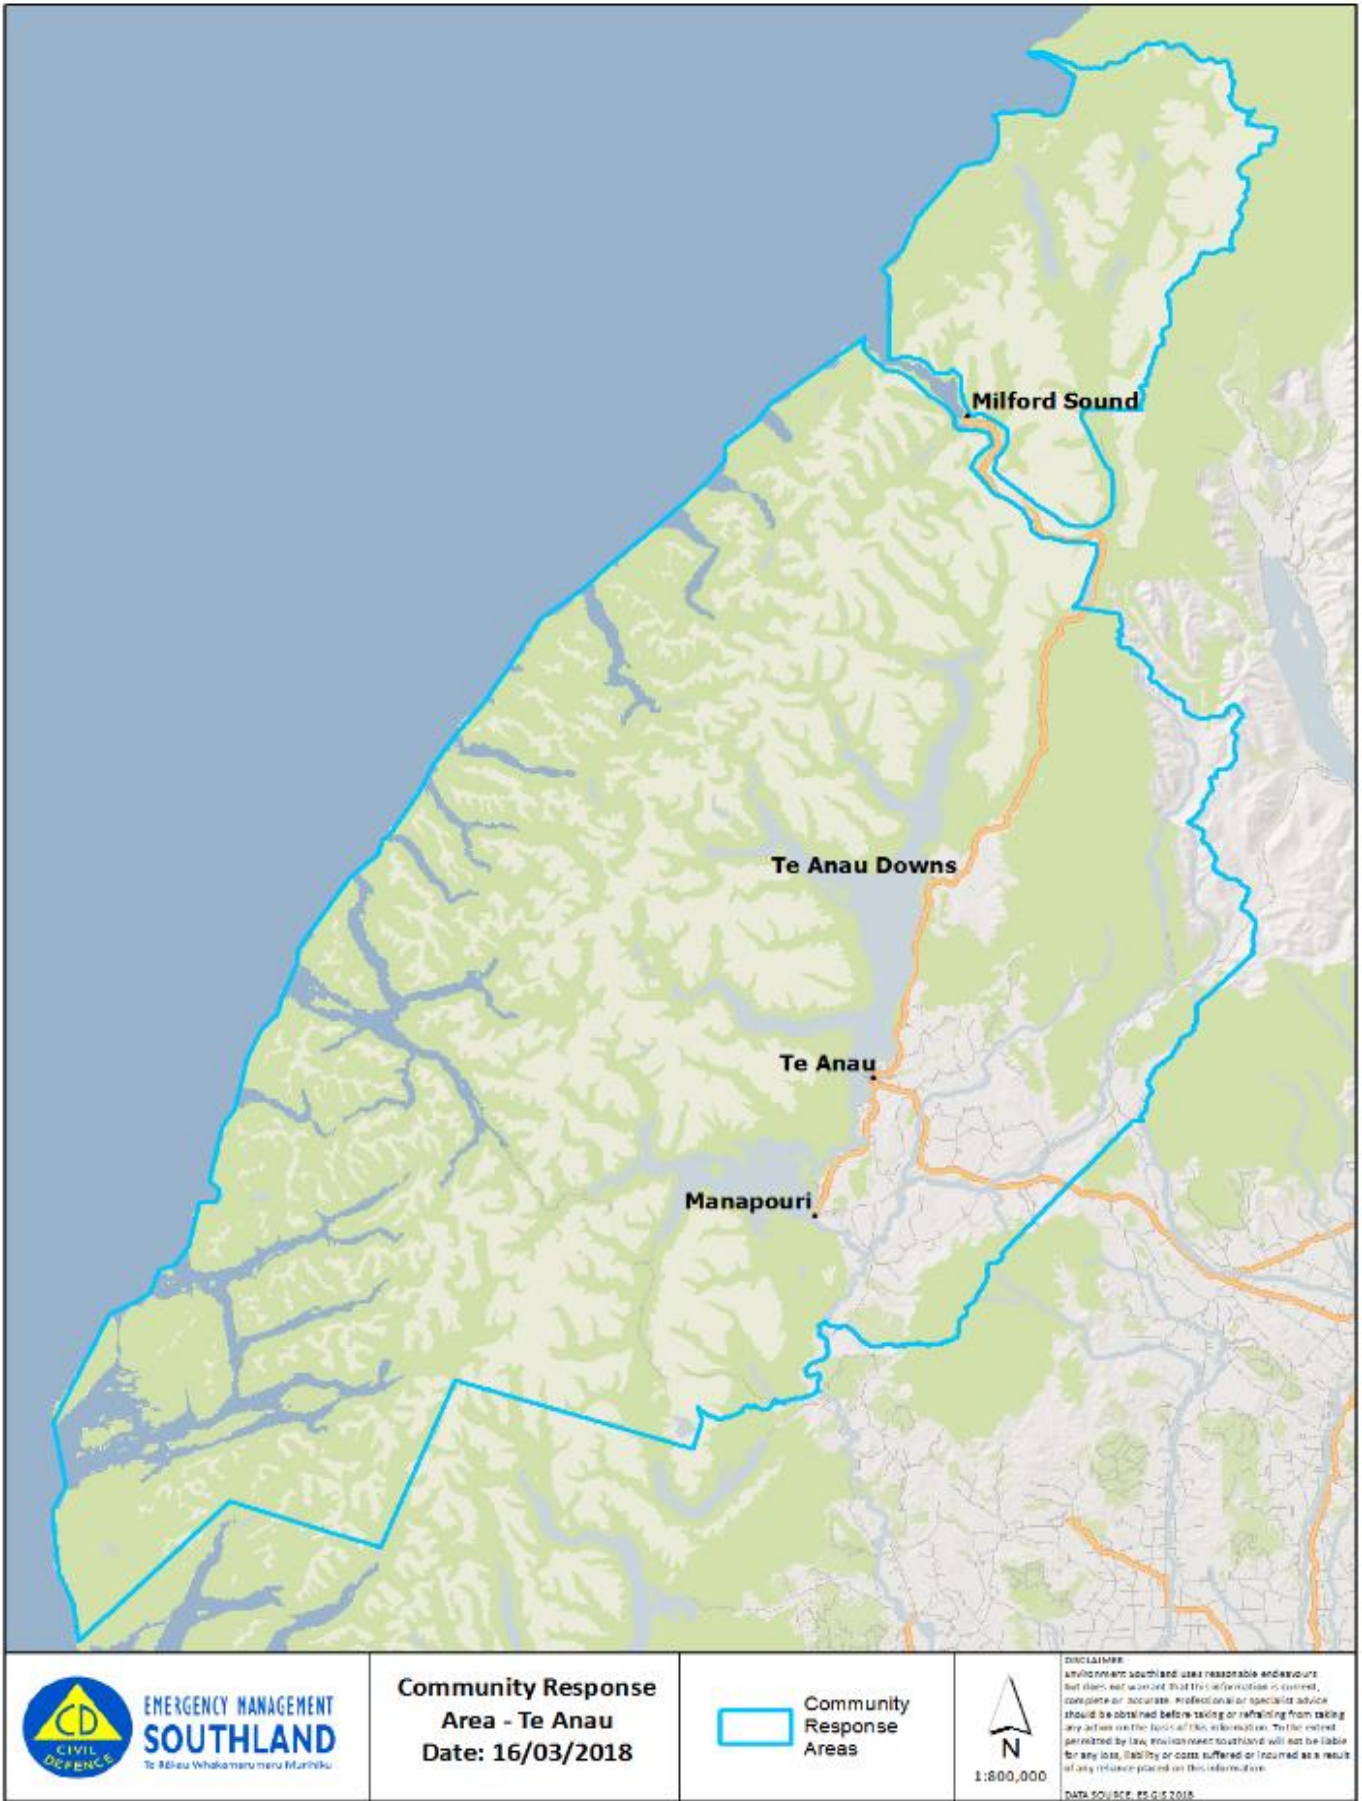 Milford Sound
Te Anau Downs
Te Anau
Manapouri
CD
CIVIL
DEFENCE
EMERGENCY MANAGEMENT
SOUTHLAND
Te Rākau Whakamarumaru Murihiku
Community Response
Area - Te Anau
Date: 16/03/2018
Community
Response
Areas
N
1:800,000
DISCLAIMER
Environment Southland uses reasonable endeavours
but does not warrant that this information is current,
complete or accurate. Professional or specialist advice
should be obtained before taking or refraining from taking
any action on the basis of this information. To the extent
permitted by law, Environment Southland will not be liable
for any loss, liability or costs suffered or incurred as a result
of any reliance placed on this information.
DATA SOURCE: ES GIS 2018